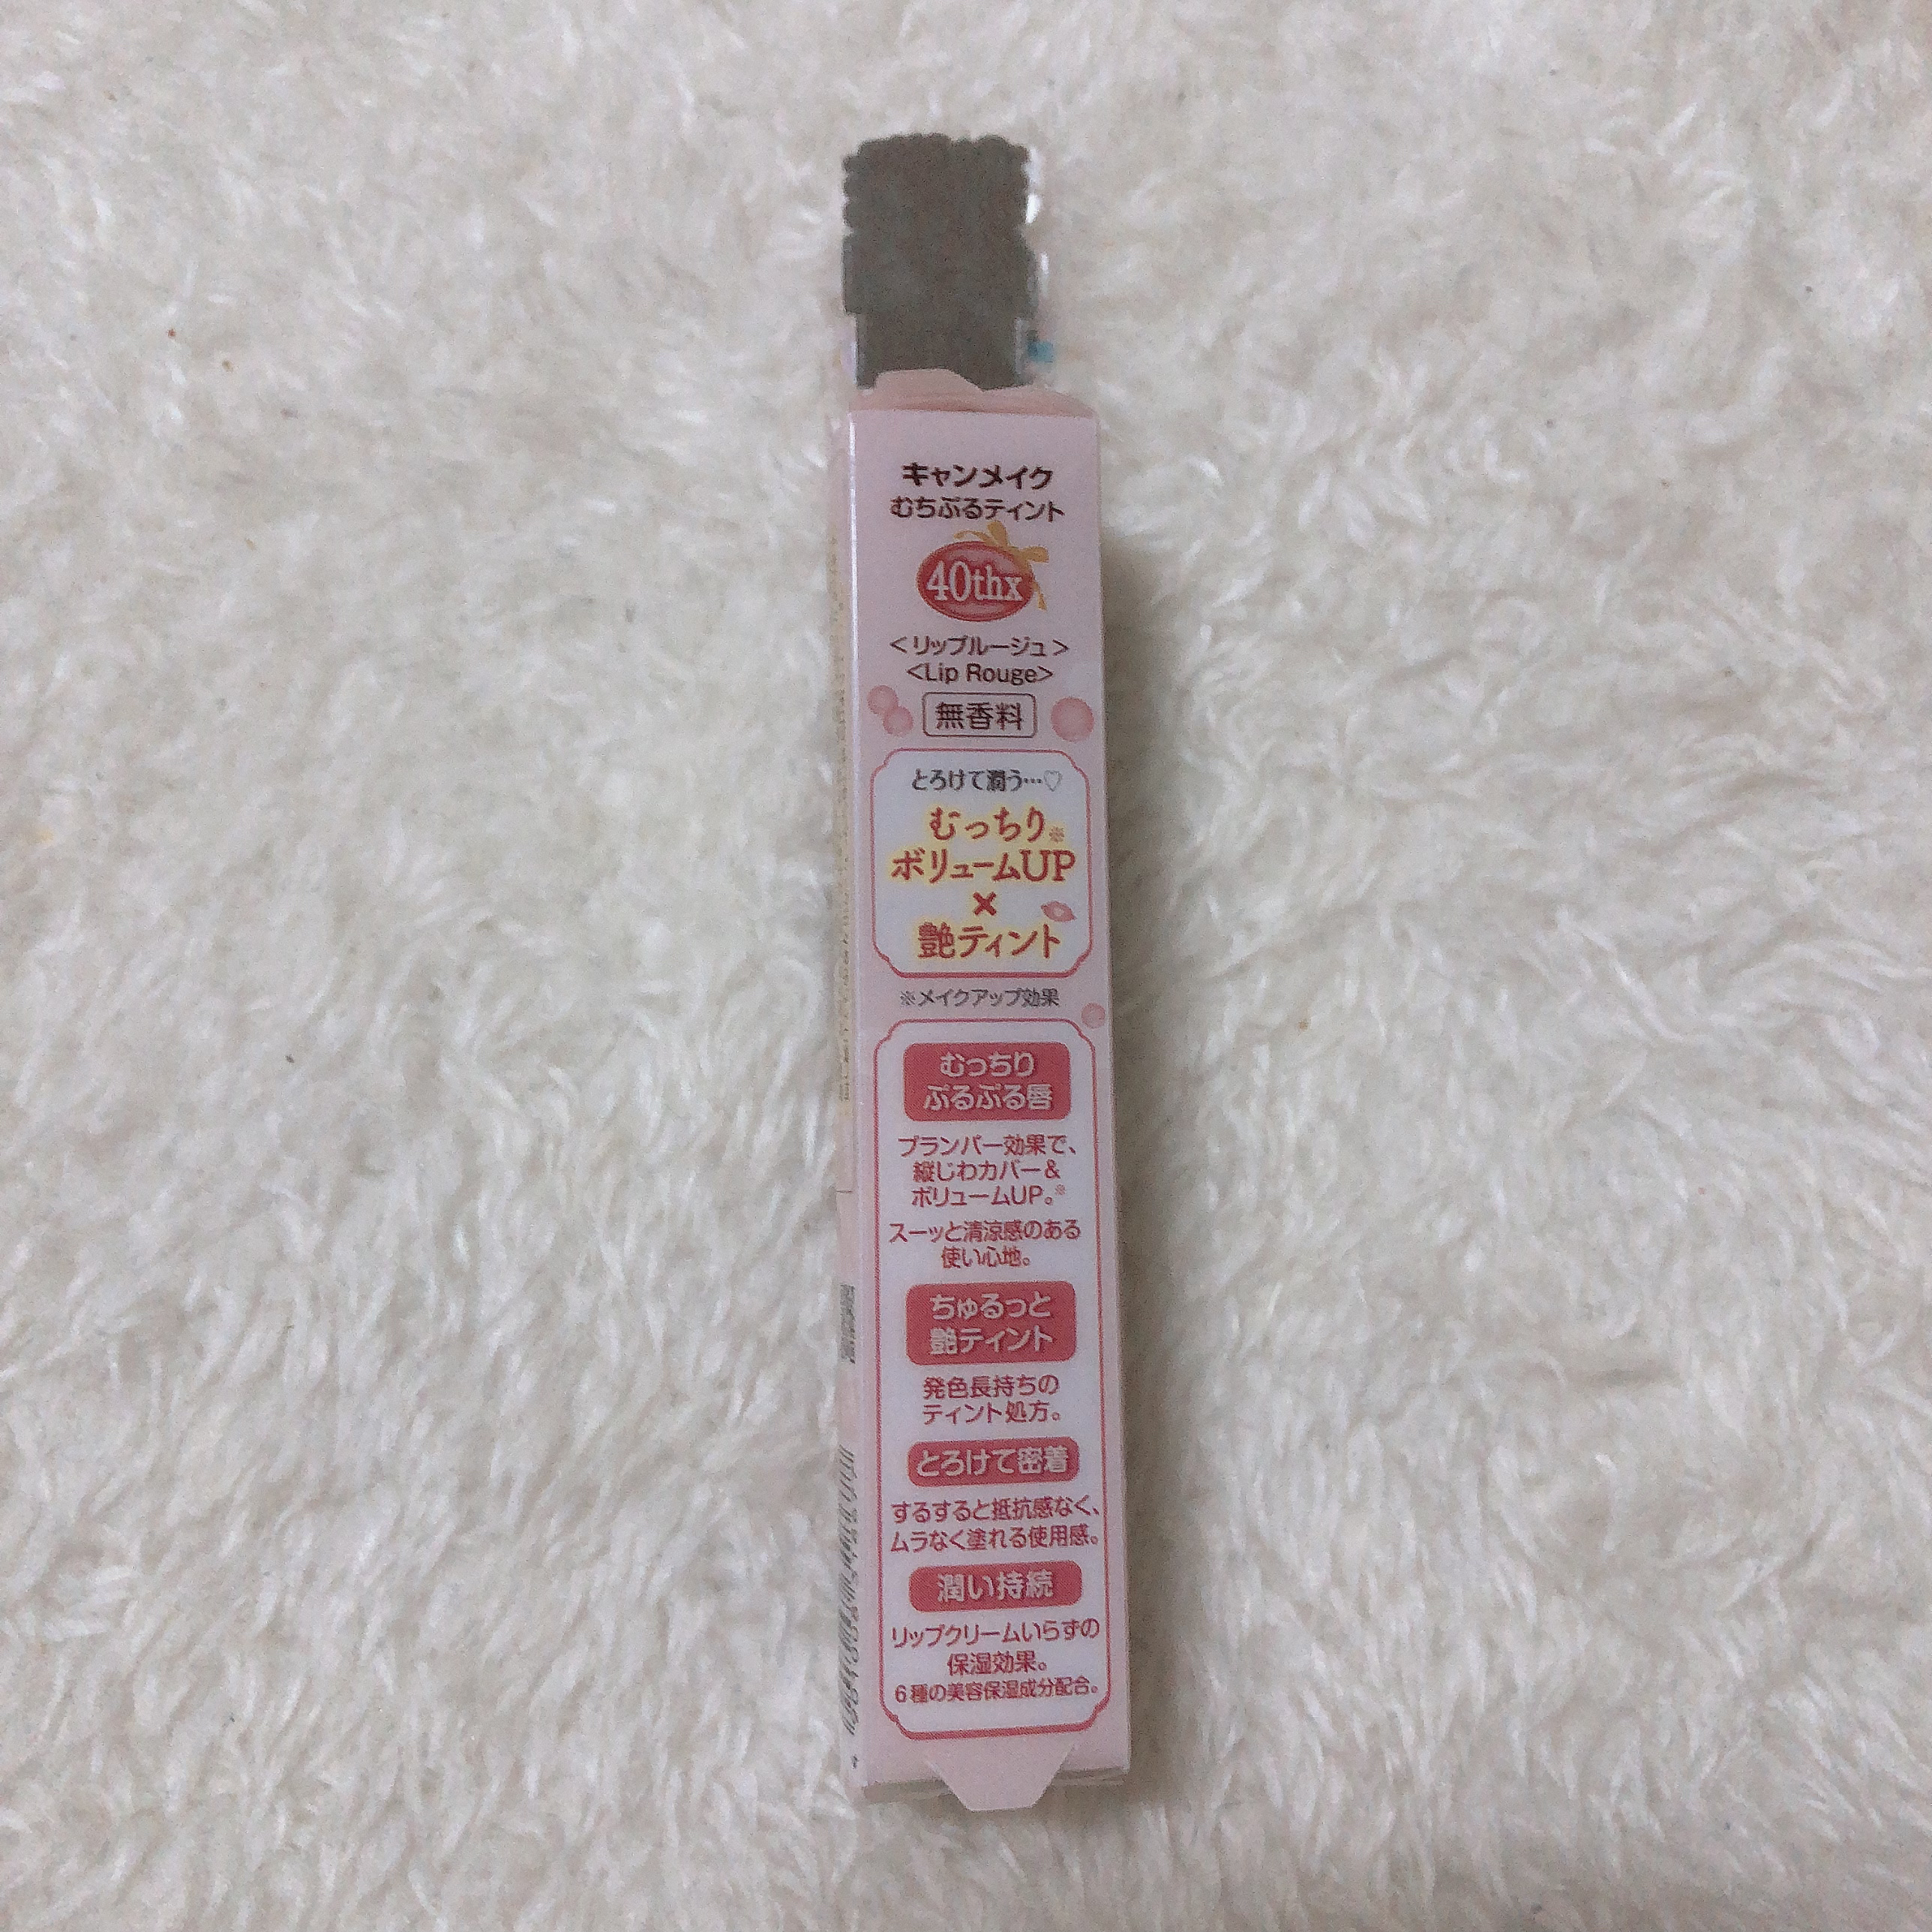 キャンメイク
むちぷるティント
40thx
<リップルージュ>
<Lip Rouge>
無香料
とろけて潤う…♡
むっちり※
ボリュームUP
×
艶ティント
※メイクアップ効果
むっちり
ぷるぷる唇
プランパー効果で、
縦じわカバー&
ボリュームUP。※
スーッと清涼感のある
使い心地。
ちゅるっと
艶ティント
発色長持ちの
ティント処方。
とろけて密着
するすると抵抗感なく、
ムラなく塗れる使用感。
潤い持続
リップクリームいらずの
保湿効果。
6種の美容保湿成分配合。